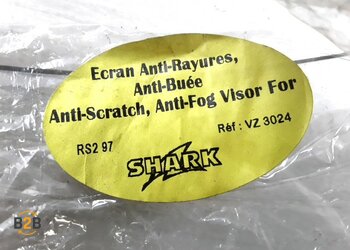 Ecran Anti-Rayures,
Anti-Buée
Anti-Scratch, Anti-Fog Visor For
RS2 97
Réf : VZ 3024
SHARK
B2B